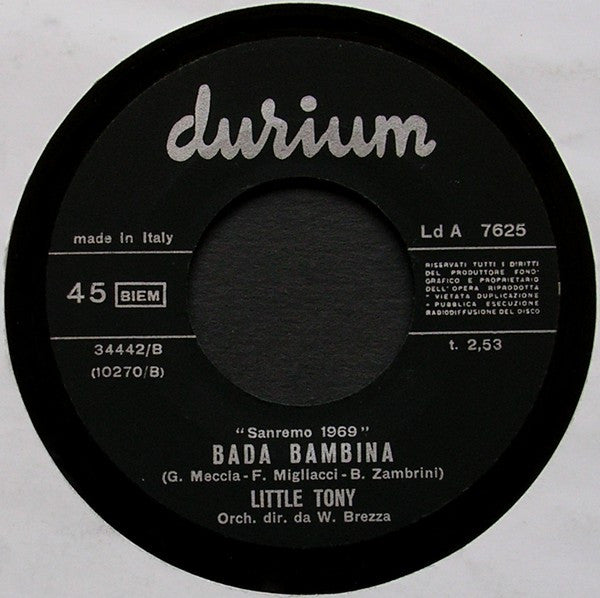 durium
made in Italy
Ld A 7625
45 BIEM
RISERVATI TUTTI I DIRITTI
DEL PRODUTTORE FONO-
GRAFICO E PROPRIETARIO
DELL'OPERA RIPRODOTTA
- VIETATA DUPLICAZIONE
- PUBBLICA ESECUZIONE
RADIODIFFUSIONE DEL DISCO
34442/B
(10270/B)
t. 2,53
"Sanremo 1969"
BADA BAMBINA
(G. Meccia - F. Migliacci - B. Zambrini)
LITTLE TONY
Orch. dir. da W. Brezza